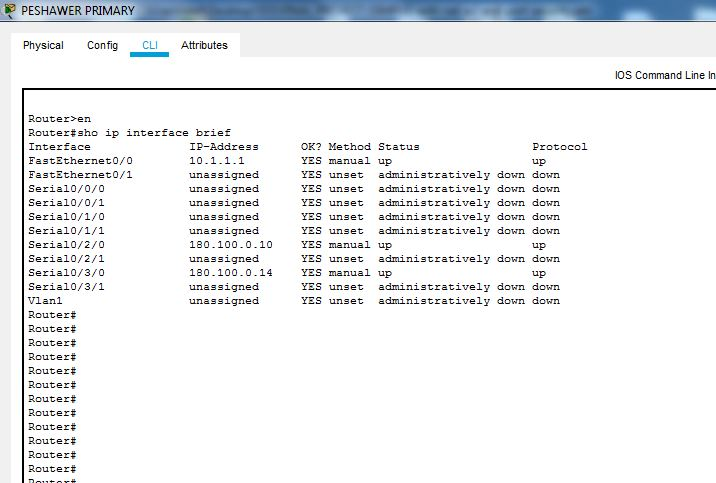 PESHAWER PRIMARY
Physical Config CLI Attributes
IOS Command Line In
Router>en
Router#sho ip interface brief
Interface IP-Address OK? Method Status Protocol
FastEthernet0/0 10.1.1.1 YES manual up up
FastEthernet0/1 unassigned YES unset administratively down down
Serial0/0/0 unassigned YES unset administratively down down
Serial0/0/1 unassigned YES unset administratively down down
Serial0/1/0 unassigned YES unset administratively down down
Serial0/1/1 unassigned YES unset administratively down down
Serial0/2/0 180.100.0.10 YES manual up up
Serial0/2/1 unassigned YES unset administratively down down
Serial0/3/0 180.100.0.14 YES manual up up
Serial0/3/1 unassigned YES unset administratively down down
Vlan1 unassigned YES unset administratively down down
Router#
Router#
Router#
Router#
Router#
Router#
Router#
Router#
Router#
Router#
Router#
Router#
Router#